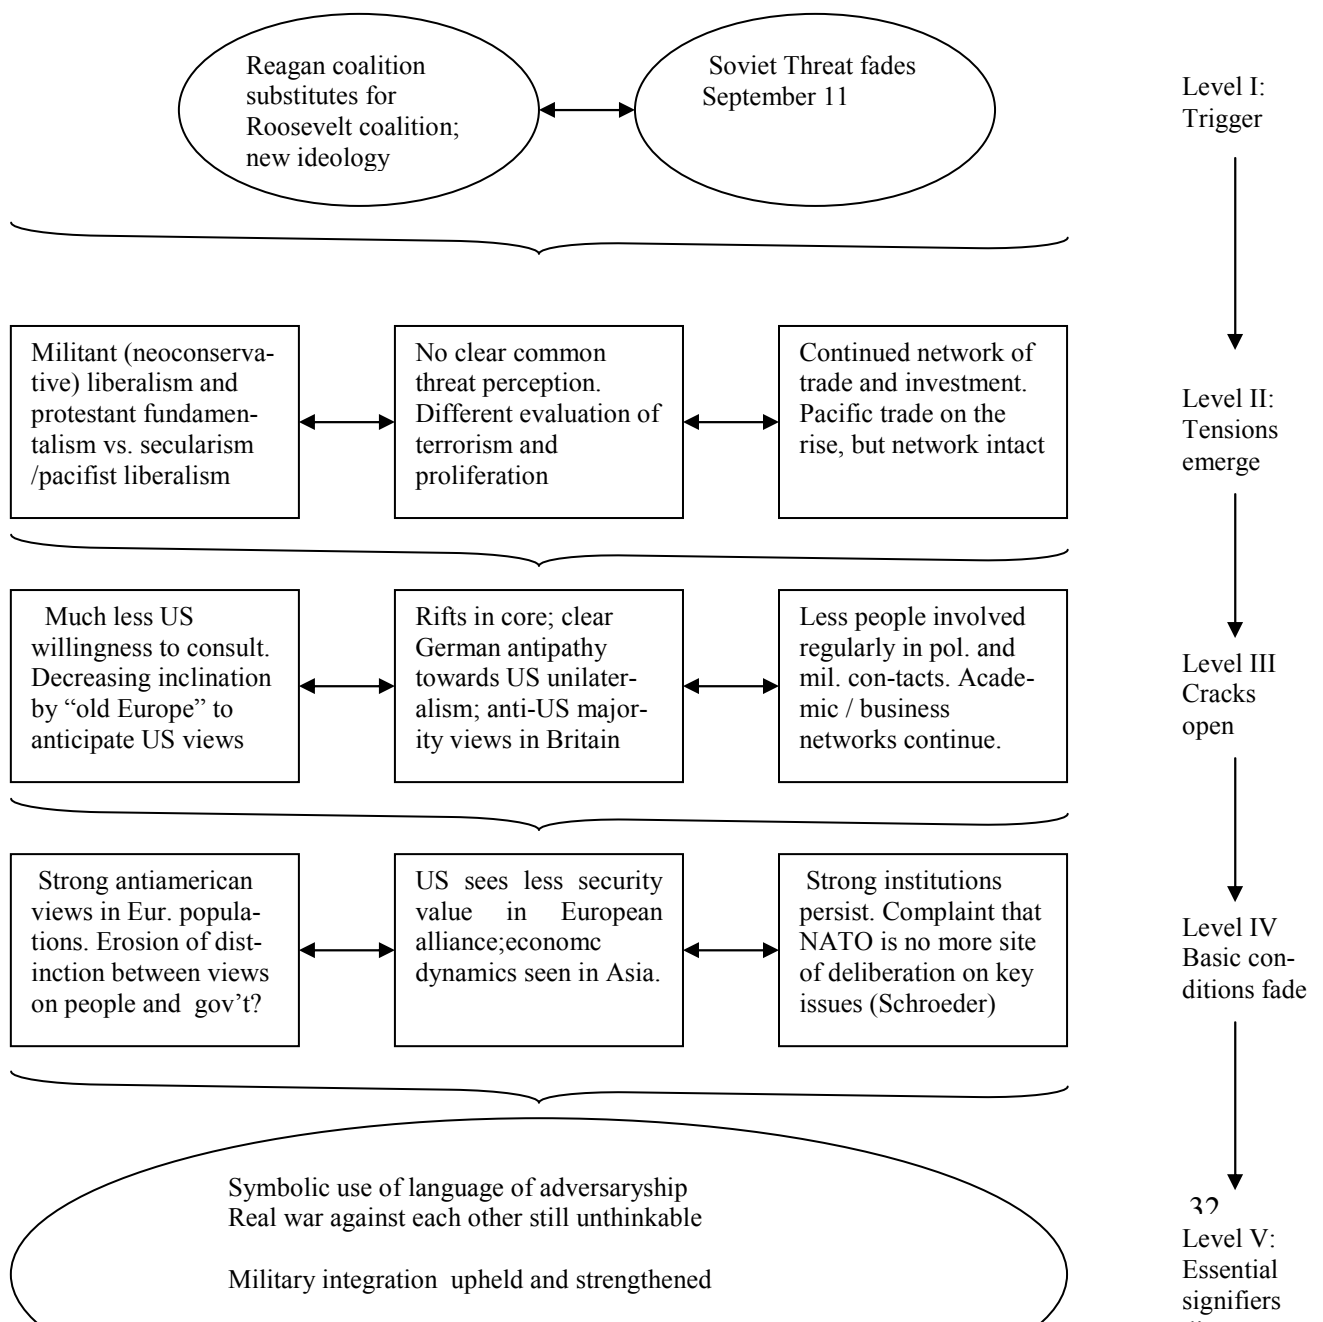 Reagan coalition
substitutes for
Roosevelt coalition;
new ideology
Soviet Threat fades
September 11
Level I:
Trigger
Militant (neoconserva-
tive) liberalism and
protestant fundamen-
talism vs. secularism
/pacifist liberalism
No clear common
threat perception.
Different evaluation of
terrorism and
proliferation
Continued network of
trade and investment.
Pacific trade on the
rise, but network intact
Level II:
Tensions
emerge
Much less US
willingness to consult.
Decreasing inclination
by “old Europe” to
anticipate US views
Rifts in core; clear
German antipathy
towards US unilater-
alism; anti-US major-
ity views in Britain
Less people involved
regularly in pol. and
mil. con-tacts. Acade-
mic / business
networks continue.
Level III
Cracks
open
Strong antiamerican
views in Eur. popula-
tions. Erosion of dist-
inction between views
on people and gov’t?
US sees less security
value in European
alliance;economc
dynamics seen in Asia.
Strong institutions
persist. Complaint that
NATO is no more site
of deliberation on key
issues (Schroeder)
Level IV
Basic con-
ditions fade
Symbolic use of language of adversaryship
Real war against each other still unthinkable
Military integration upheld and strengthened
32
Level V:
Essential
signifiers